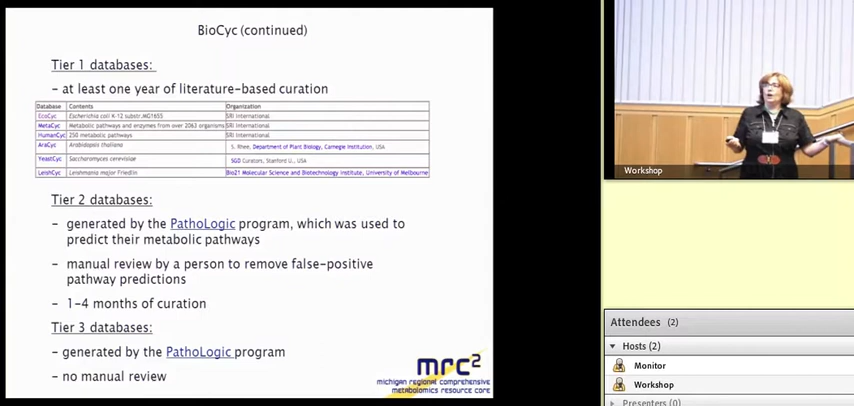 BioCyc (continued)
Tier 1 databases:
- at least one year of literature-based curation
Database Contents Organization
EcoCyc Escherichia coli K-12 substr.MG1655 SRI International
MetaCyc Metabolic pathways and enzymes from over 2063 organisms SRI International
HumanCyc 250 metabolic pathways SRI International
AraCyc Arabidopsis thaliana S. Rhee, Department of Plant Biology, Carnegie Institution, USA
YeastCyc Saccharomyces cerevisiae SGD Curators, Stanford U., USA
LeishCyc Leishmania major Friedlin Bio21 Molecular Science and Biotechnology Institute, University of Melbourne
Tier 2 databases:
- generated by the PathoLogic program, which was used to
predict their metabolic pathways
- manual review by a person to remove false-positive
pathway predictions
- 1-4 months of curation
Tier 3 databases:
- generated by the PathoLogic program
- no manual review
mrc²
michigan regional comprehensive
metabolomics resource core
Workshop
Attendees (2)
Hosts (2)
Monitor
Workshop
Presenters (0)